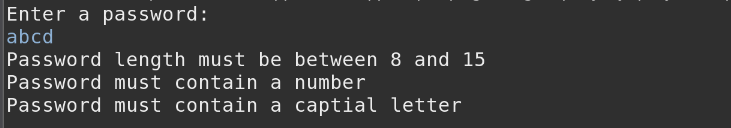 Enter a password:
abcd
Password length must be between 8 and 15
Password must contain a number
Password must contain a captial letter